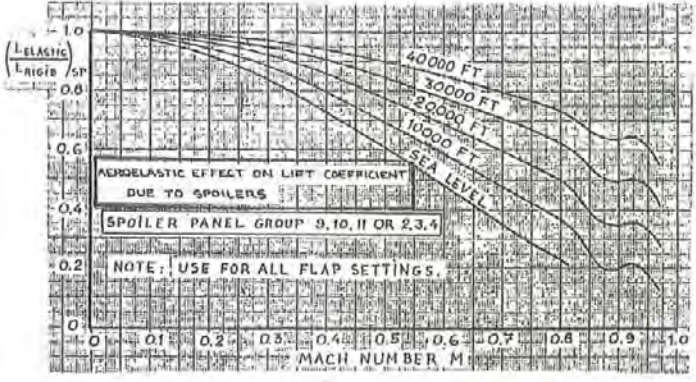 1.0
(L ELASTIC
L RIGID) SP
0.8
0.6
0.4
0.2
0
40000 FT
30000 FT
20000 FT
10000 FT
SEA LEVEL
AEROELASTIC EFFECT ON LIFT COEFFICIENT
DUE TO SPOILERS
SPOILER PANEL GROUP 9,10,11 OR 2,3,4
NOTE: USE FOR ALL FLAP SETTINGS.
0 0.1 0.2 0.3 0.4 0.5 0.6 0.7 0.8 0.9 1.0
MACH NUMBER M